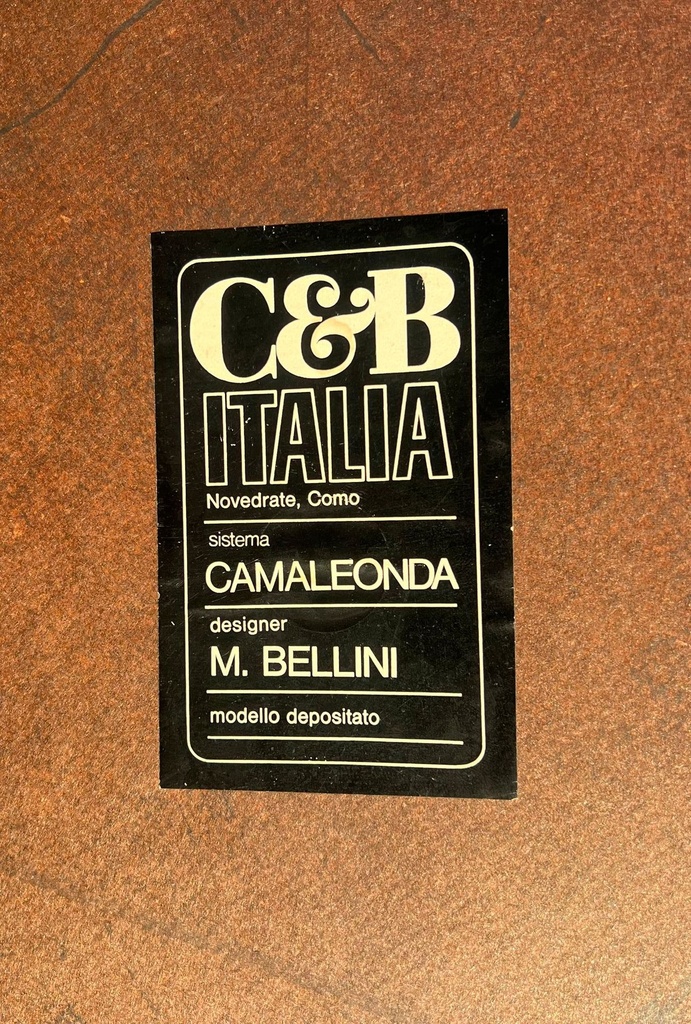 C&B
ITALIA
Novedrate, Como
sistema
CAMALEONDA
designer
M. BELLINI
modello depositato